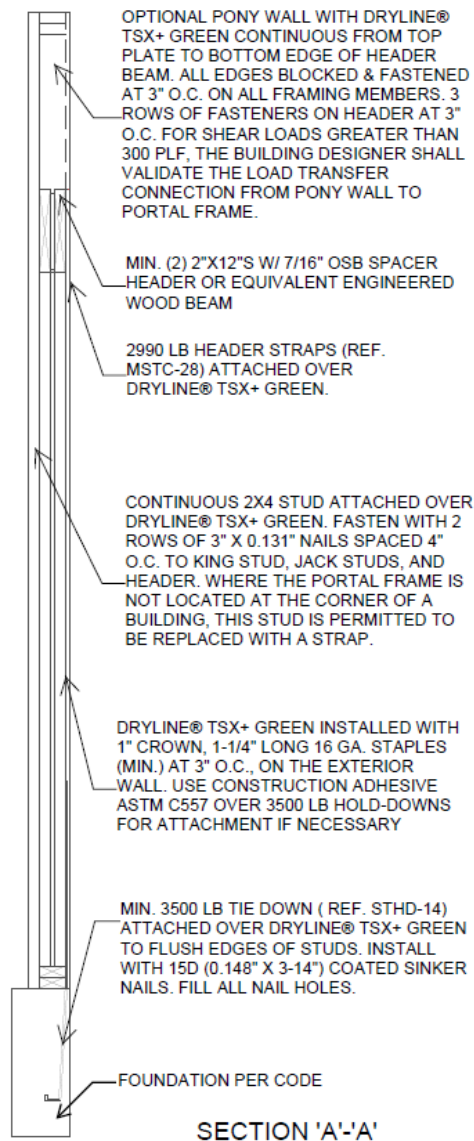 OPTIONAL PONY WALL WITH DRYLINE®
TSX+ GREEN CONTINUOUS FROM TOP
PLATE TO BOTTOM EDGE OF HEADER
BEAM. ALL EDGES BLOCKED & FASTENED
AT 3" O.C. ON ALL FRAMING MEMBERS. 3
ROWS OF FASTENERS ON HEADER AT 3"
O.C. FOR SHEAR LOADS GREATER THAN
300 PLF, THE BUILDING DESIGNER SHALL
VALIDATE THE LOAD TRANSFER
CONNECTION FROM PONY WALL TO
PORTAL FRAME.
MIN. (2) 2"X12"S W/ 7/16" OSB SPACER
HEADER OR EQUIVALENT ENGINEERED
WOOD BEAM
2990 LB HEADER STRAPS (REF.
MSTC-28) ATTACHED OVER
DRYLINE® TSX+ GREEN.
CONTINUOUS 2X4 STUD ATTACHED OVER
DRYLINE® TSX+ GREEN. FASTEN WITH 2
ROWS OF 3" X 0.131" NAILS SPACED 4"
O.C. TO KING STUD, JACK STUDS, AND
HEADER. WHERE THE PORTAL FRAME IS
NOT LOCATED AT THE CORNER OF A
BUILDING, THIS STUD IS PERMITTED TO
BE REPLACED WITH A STRAP.
DRYLINE® TSX+ GREEN INSTALLED WITH
1" CROWN, 1-1/4" LONG 16 GA. STAPLES
(MIN.) AT 3" O.C., ON THE EXTERIOR
WALL. USE CONSTRUCTION ADHESIVE
ASTM C557 OVER 3500 LB HOLD-DOWNS
FOR ATTACHMENT IF NECESSARY
MIN. 3500 LB TIE DOWN ( REF. STHD-14)
ATTACHED OVER DRYLINE® TSX+ GREEN
TO FLUSH EDGES OF STUDS. INSTALL
WITH 15D (0.148" X 3-14") COATED SINKER
NAILS. FILL ALL NAIL HOLES.
FOUNDATION PER CODE
SECTION 'A'-'A'